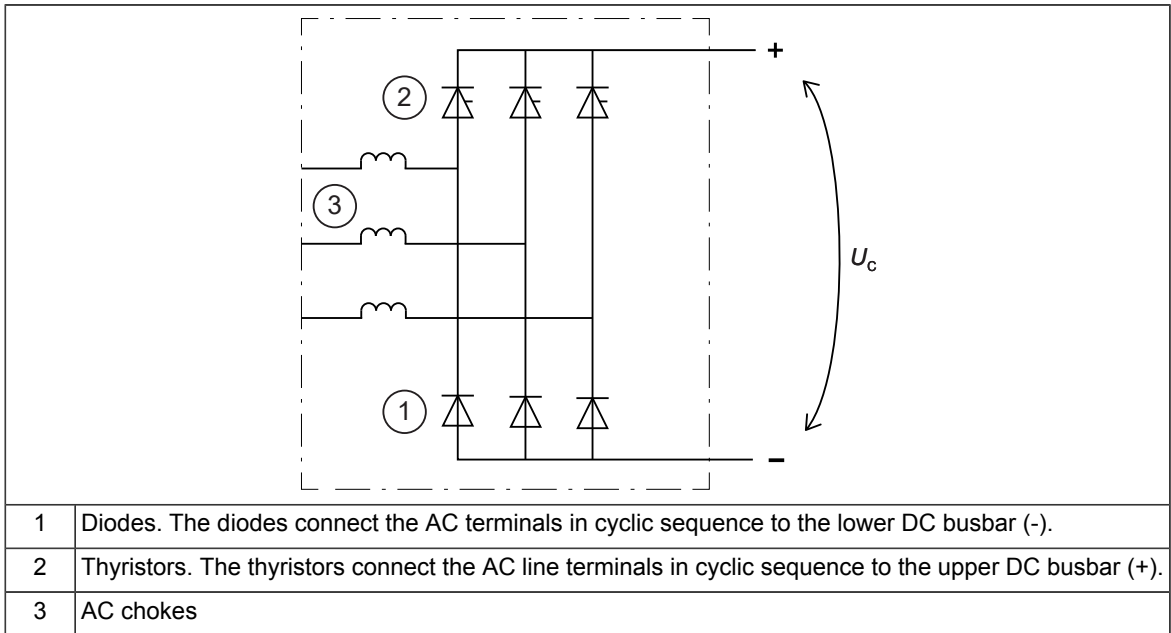 +
2
3
U c
1
–
1 Diodes. The diodes connect the AC terminals in cyclic sequence to the lower DC busbar (-).
2 Thyristors. The thyristors connect the AC line terminals in cyclic sequence to the upper DC busbar (+).
3 AC chokes